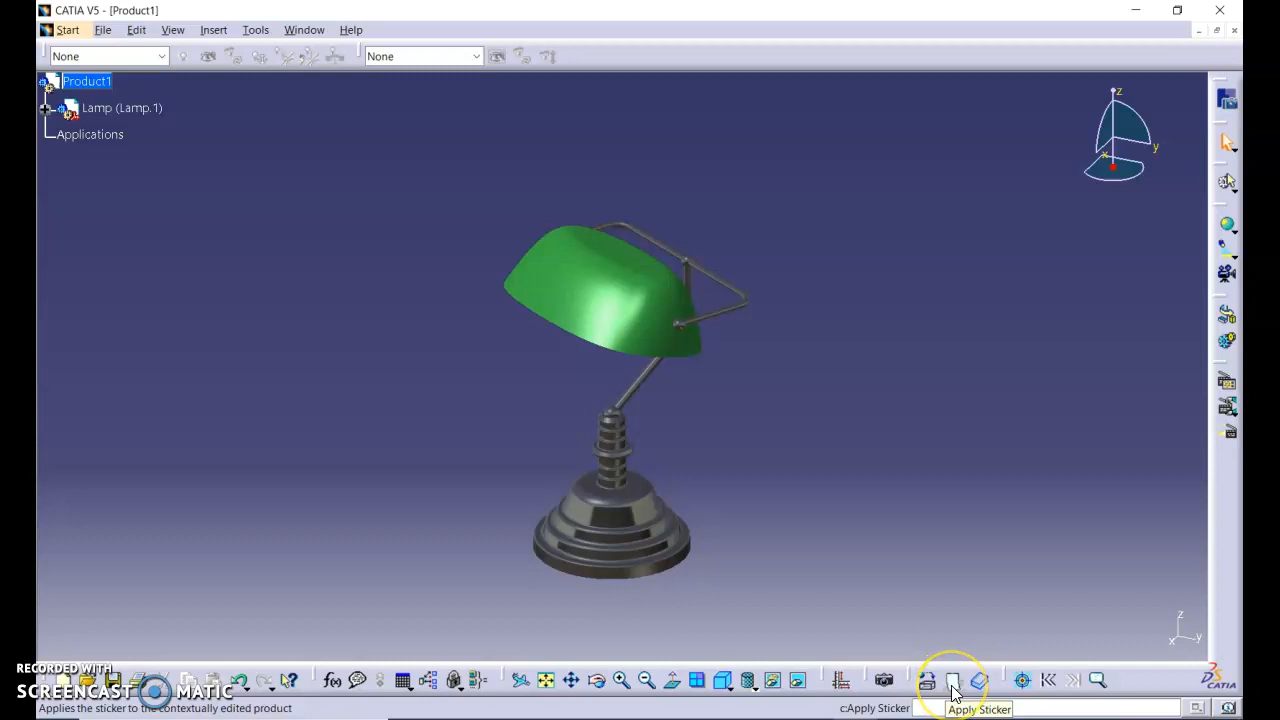 CATIA V5 - [Product1]
Start File Edit View Insert Tools Window Help
None None
Product1
Lamp (Lamp.1)
Applications
z
y
x
z
x y
RECORDED WITH
SCREENCAST MATIC
f(x)
CATIA
Applies the sticker to the contextually edited product
c:Apply Sticker
Apply Sticker